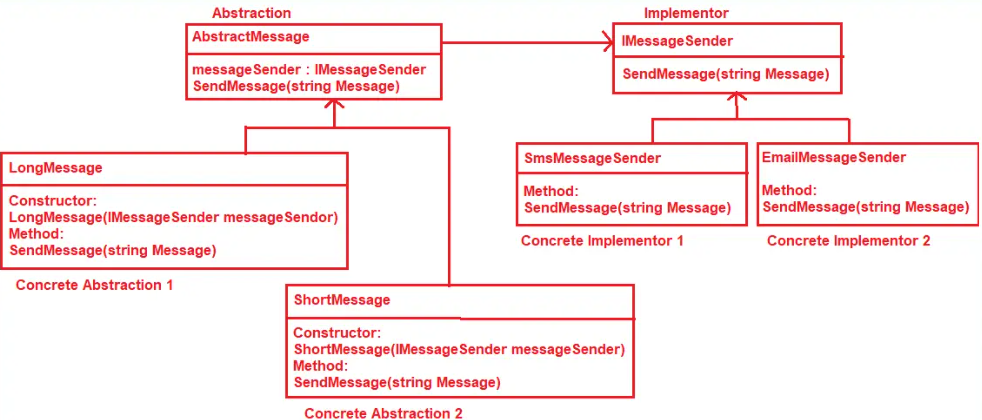 Abstraction
Implementor
AbstractMessage
messageSender : IMessageSender
SendMessage(string Message)
IMessageSender
SendMessage(string Message)
LongMessage
Constructor:
LongMessage(IMessageSender messageSendor)
Method:
SendMessage(string Message)
Concrete Abstraction 1
SmsMessageSender
Method:
SendMessage(string Message)
Concrete Implementor 1
EmailMessageSender
Method:
SendMessage(string Message)
Concrete Implementor 2
ShortMessage
Constructor:
ShortMessage(IMessageSender messageSender)
Method:
SendMessage(string Message)
Concrete Abstraction 2